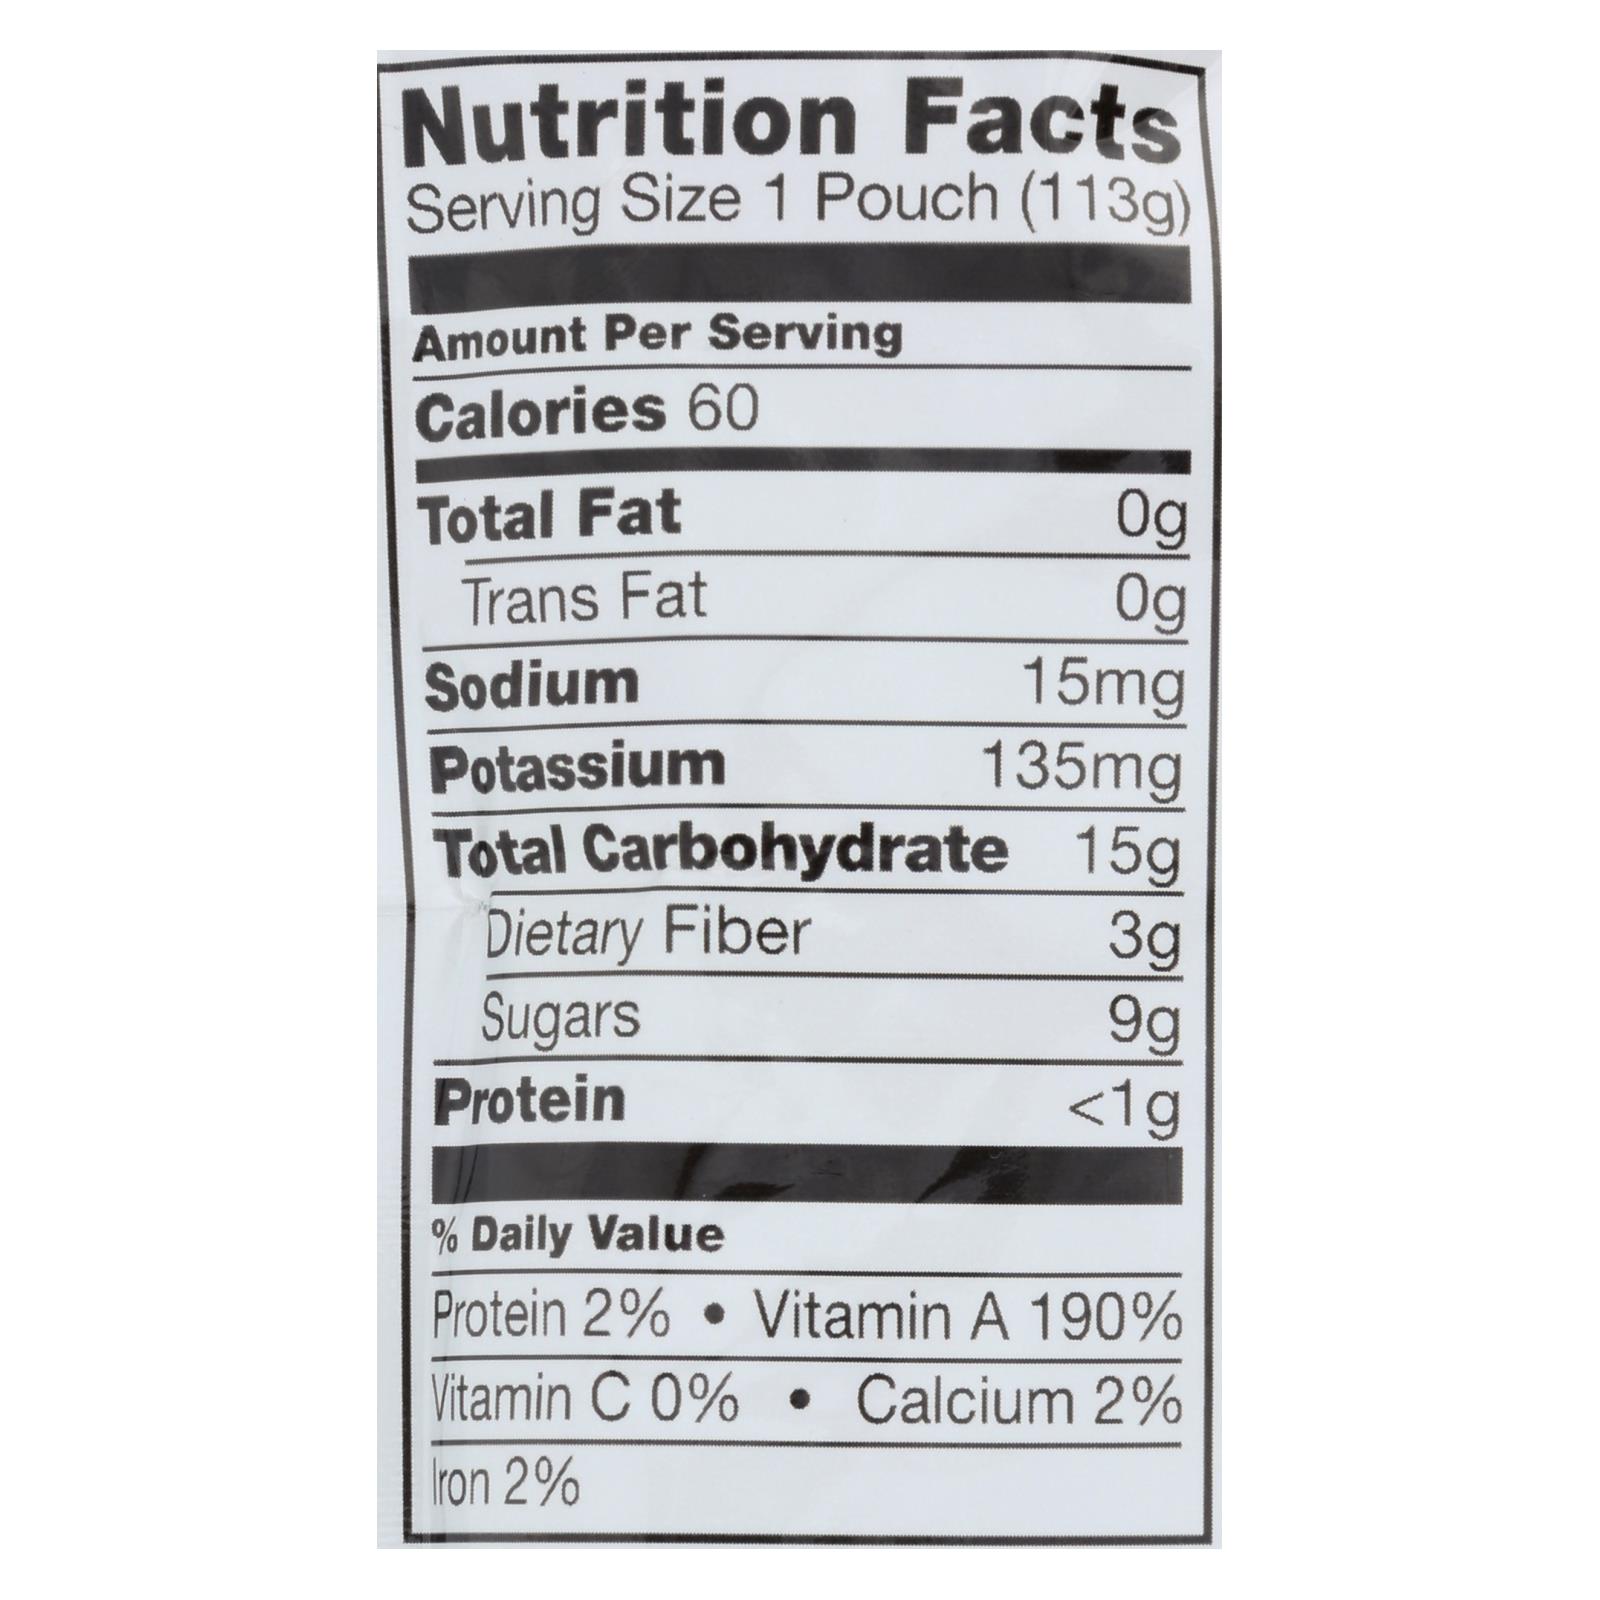 Nutrition Facts
Serving Size 1 Pouch (113g)
Amount Per Serving
Calories 60
Total Fat 0g
Trans Fat 0g
Sodium 15mg
Potassium 135mg
Total Carbohydrate 15g
Dietary Fiber 3g
Sugars 9g
Protein <1g
% Daily Value
Protein 2% • Vitamin A 190%
Vitamin C 0% • Calcium 2%
Iron 2%